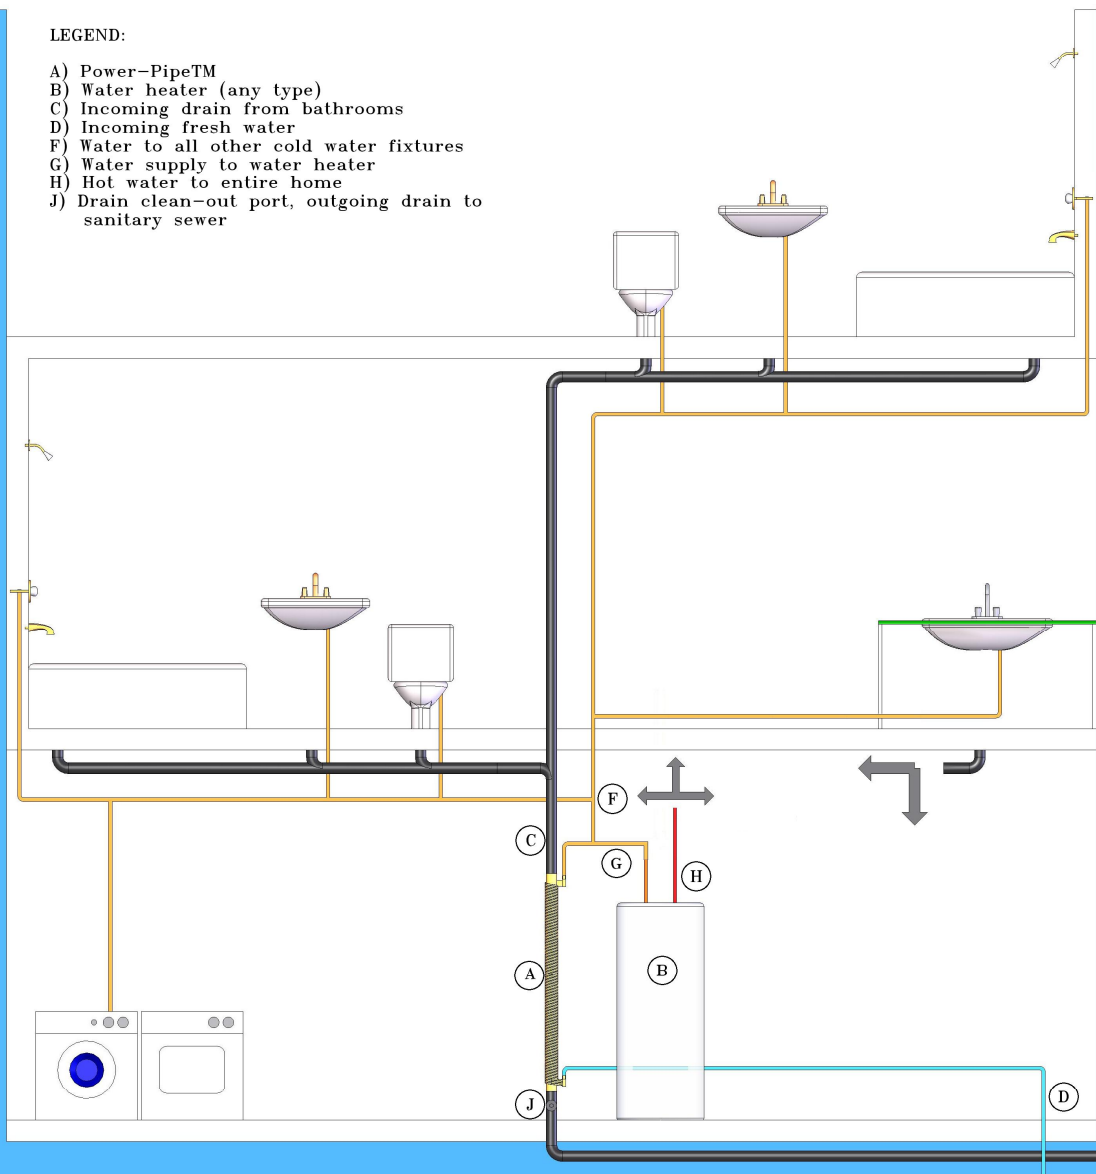 LEGEND:
A) Power-PipeTM
B) Water heater (any type)
C) Incoming drain from bathrooms
D) Incoming fresh water
F) Water to all other cold water fixtures
G) Water supply to water heater
H) Hot water to entire home
J) Drain clean-out port, outgoing drain to
sanitary sewer
F
C
G
H
A
B
J
D